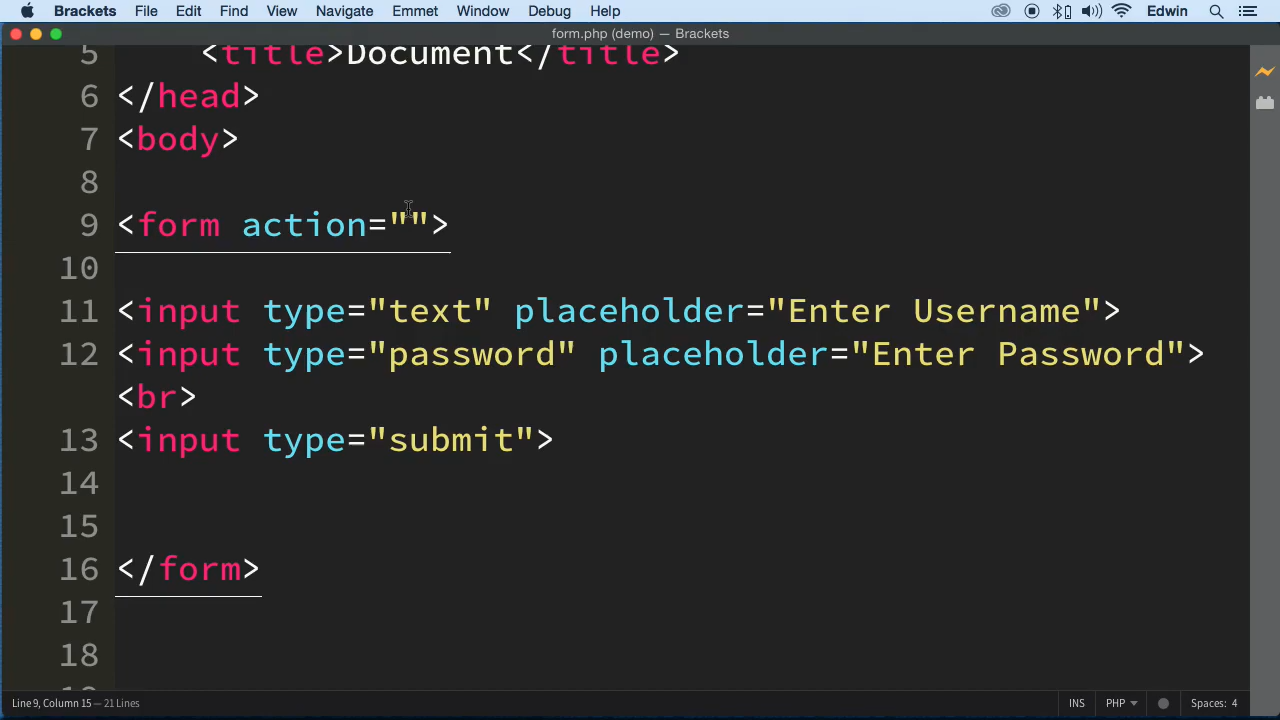 Brackets File Edit Find View Navigate Emmet Window Debug Help Edwin
form.php (demo) — Brackets
5 <title>Document</title>
6 </head>
7 <body>
8
9 <form action="">
10
11 <input type="text" placeholder="Enter Username">
12 <input type="password" placeholder="Enter Password">
<br>
13 <input type="submit">
14
15
16 </form>
17
18
Line 9, Column 15 — 21 Lines INS PHP Spaces: 4